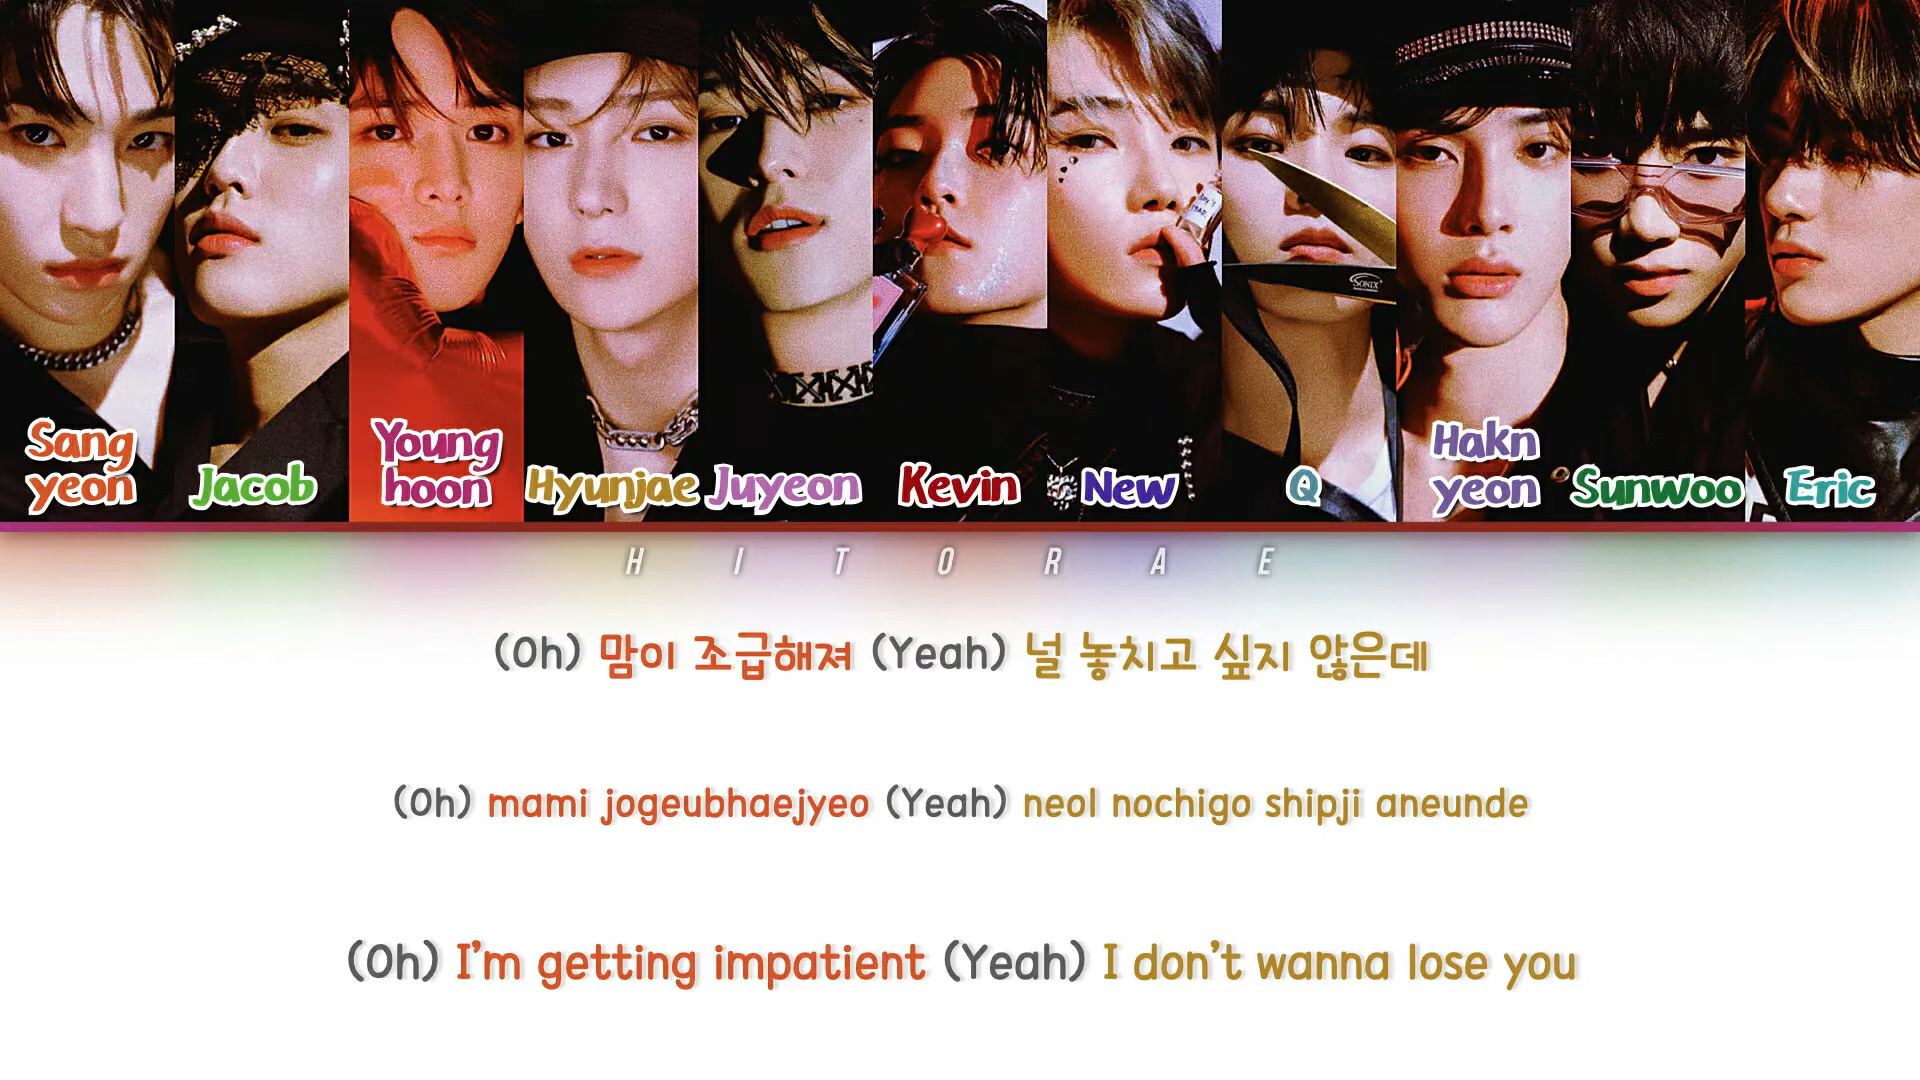 Sang
yeon
Jacob
Young
hoon
Hyunjae
Juyeon
Kevin
New
Q
Hakn
yeon
Sunwoo
Eric
SONIX
HITORAE
(Oh) 맘이 조급해져 (Yeah) 널 놓치고 싶지 않은데
(Oh) mami jogeubhaejyeo (Yeah) neol nochigo shipji aneunde
(Oh) I'm getting impatient (Yeah) I don't wanna lose you